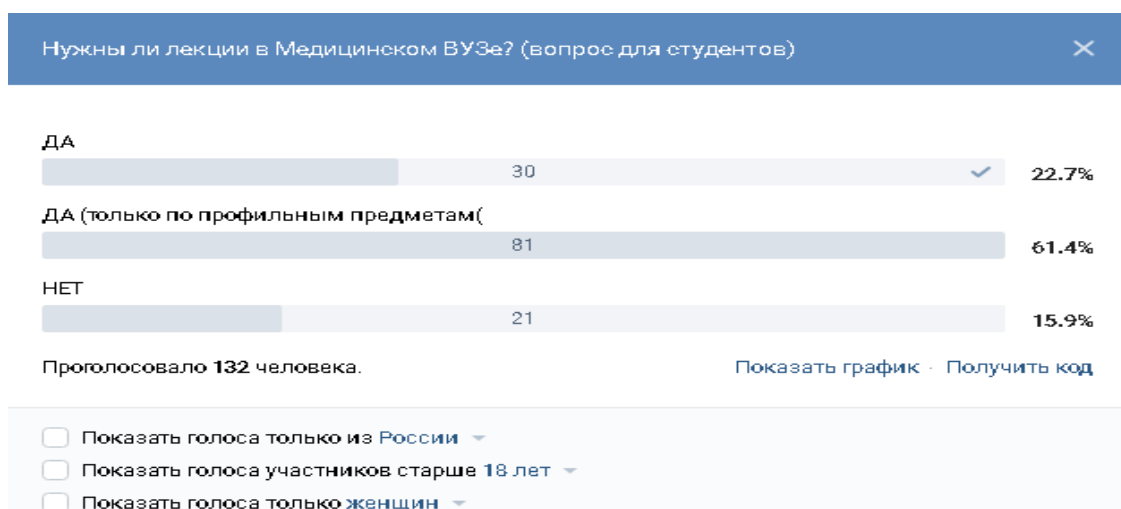 Нужны ли лекции в Медицинском ВУЗе? (вопрос для студентов)
ДА
30 22.7%
ДА (только по профильным предметам(
81 61.4%
НЕТ
21 15.9%
Проголосовало 132 человека. Показать график · Получить код
Показать голоса только из России
Показать голоса участников старше 18 лет
Показать голоса только женщин